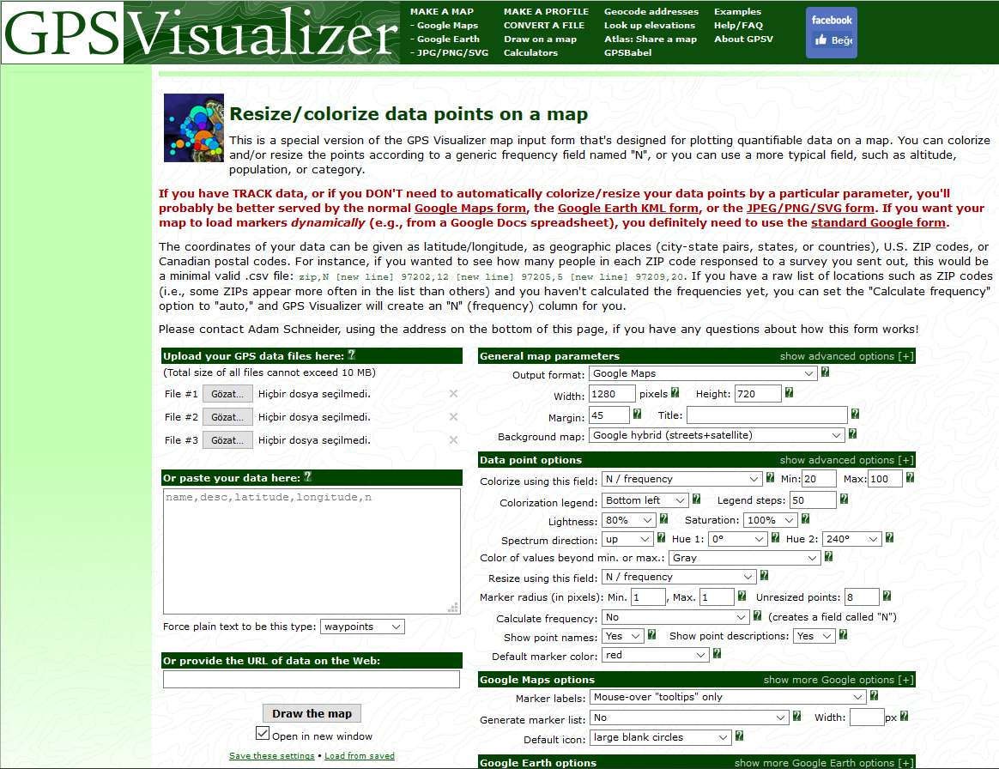 GPSVisualizer
MAKE A MAP
- Google Maps
- Google Earth
- JPG/PNG/SVG
MAKE A PROFILE
CONVERT A FILE
Draw on a map
Calculators
Geocode addresses
Look up elevations
Atlas: Share a map
GPSBabel
Examples
Help/FAQ
About GPSV
facebook
Beğe
Resize/colorize data points on a map
This is a special version of the GPS Visualizer map input form that's designed for plotting quantifiable data on a map. You can colorize
and/or resize the points according to a generic frequency field named "N", or you can use a more typical field, such as altitude,
population, or category.
If you have TRACK data, or if you DON'T need to automatically colorize/resize your data points by a particular parameter, you'll
probably be better served by the normal Google Maps form, the Google Earth KML form, or the JPEG/PNG/SVG form. If you want your
map to load markers dynamically (e.g., from a Google Docs spreadsheet), you definitely need to use the standard Google form.
The coordinates of your data can be given as latitude/longitude, as geographic places (city-state pairs, states, or countries), U.S. ZIP codes, or
Canadian postal codes. For instance, if you wanted to see how many people in each ZIP code responsed to a survey you sent out, this would be
a minimal valid .csv file: zip,N [new line] 97202,12 [new line] 97205,5 [new line] 97209,20. If you have a raw list of locations such as ZIP codes
(i.e., some ZIPs appear more often in the list than others) and you haven't calculated the frequencies yet, you can set the "Calculate frequency"
option to "auto," and GPS Visualizer will create an "N" (frequency) column for you.
Please contact Adam Schneider, using the address on the bottom of this page, if you have any questions about how this form works!
Upload your GPS data files here: ?
(Total size of all files cannot exceed 10 MB)
File #1 Gözat... Hiçbir dosya seçilmedi. ×
File #2 Gözat... Hiçbir dosya seçilmedi. ×
File #3 Gözat... Hiçbir dosya seçilmedi. ×
Or paste your data here: ?
name,desc,latitude,longitude,n
Force plain text to be this type: waypoints
Or provide the URL of data on the Web:
Draw the map
Open in new window
Save these settings • Load from saved
General map parameters show advanced options [+]
Output format: Google Maps ?
Width: 1280 pixels ? Height: 720 ?
Margin: 45 ? Title: ?
Background map: Google hybrid (streets+satellite) ?
Data point options show advanced options [+]
Colorize using this field: N / frequency ? Min: 20 Max: 100 ?
Colorization legend: Bottom left ? Legend steps: 50 ?
Lightness: 80% ? Saturation: 100% ?
Spectrum direction: up ? Hue 1: 0° ? Hue 2: 240° ?
Color of values beyond min. or max.: Gray ?
Resize using this field: N / frequency ?
Marker radius (in pixels): Min. 1 , Max. 1 ? Unresized points: 8 ?
Calculate frequency: No ? (creates a field called "N")
Show point names: Yes ? Show point descriptions: Yes ?
Default marker color: red ?
Google Maps options show more Google options [+]
Marker labels: Mouse-over "tooltips" only ?
Generate marker list: No ? Width: px ?
Default icon: large blank circles ?
Google Earth options show more Google Earth options [+]